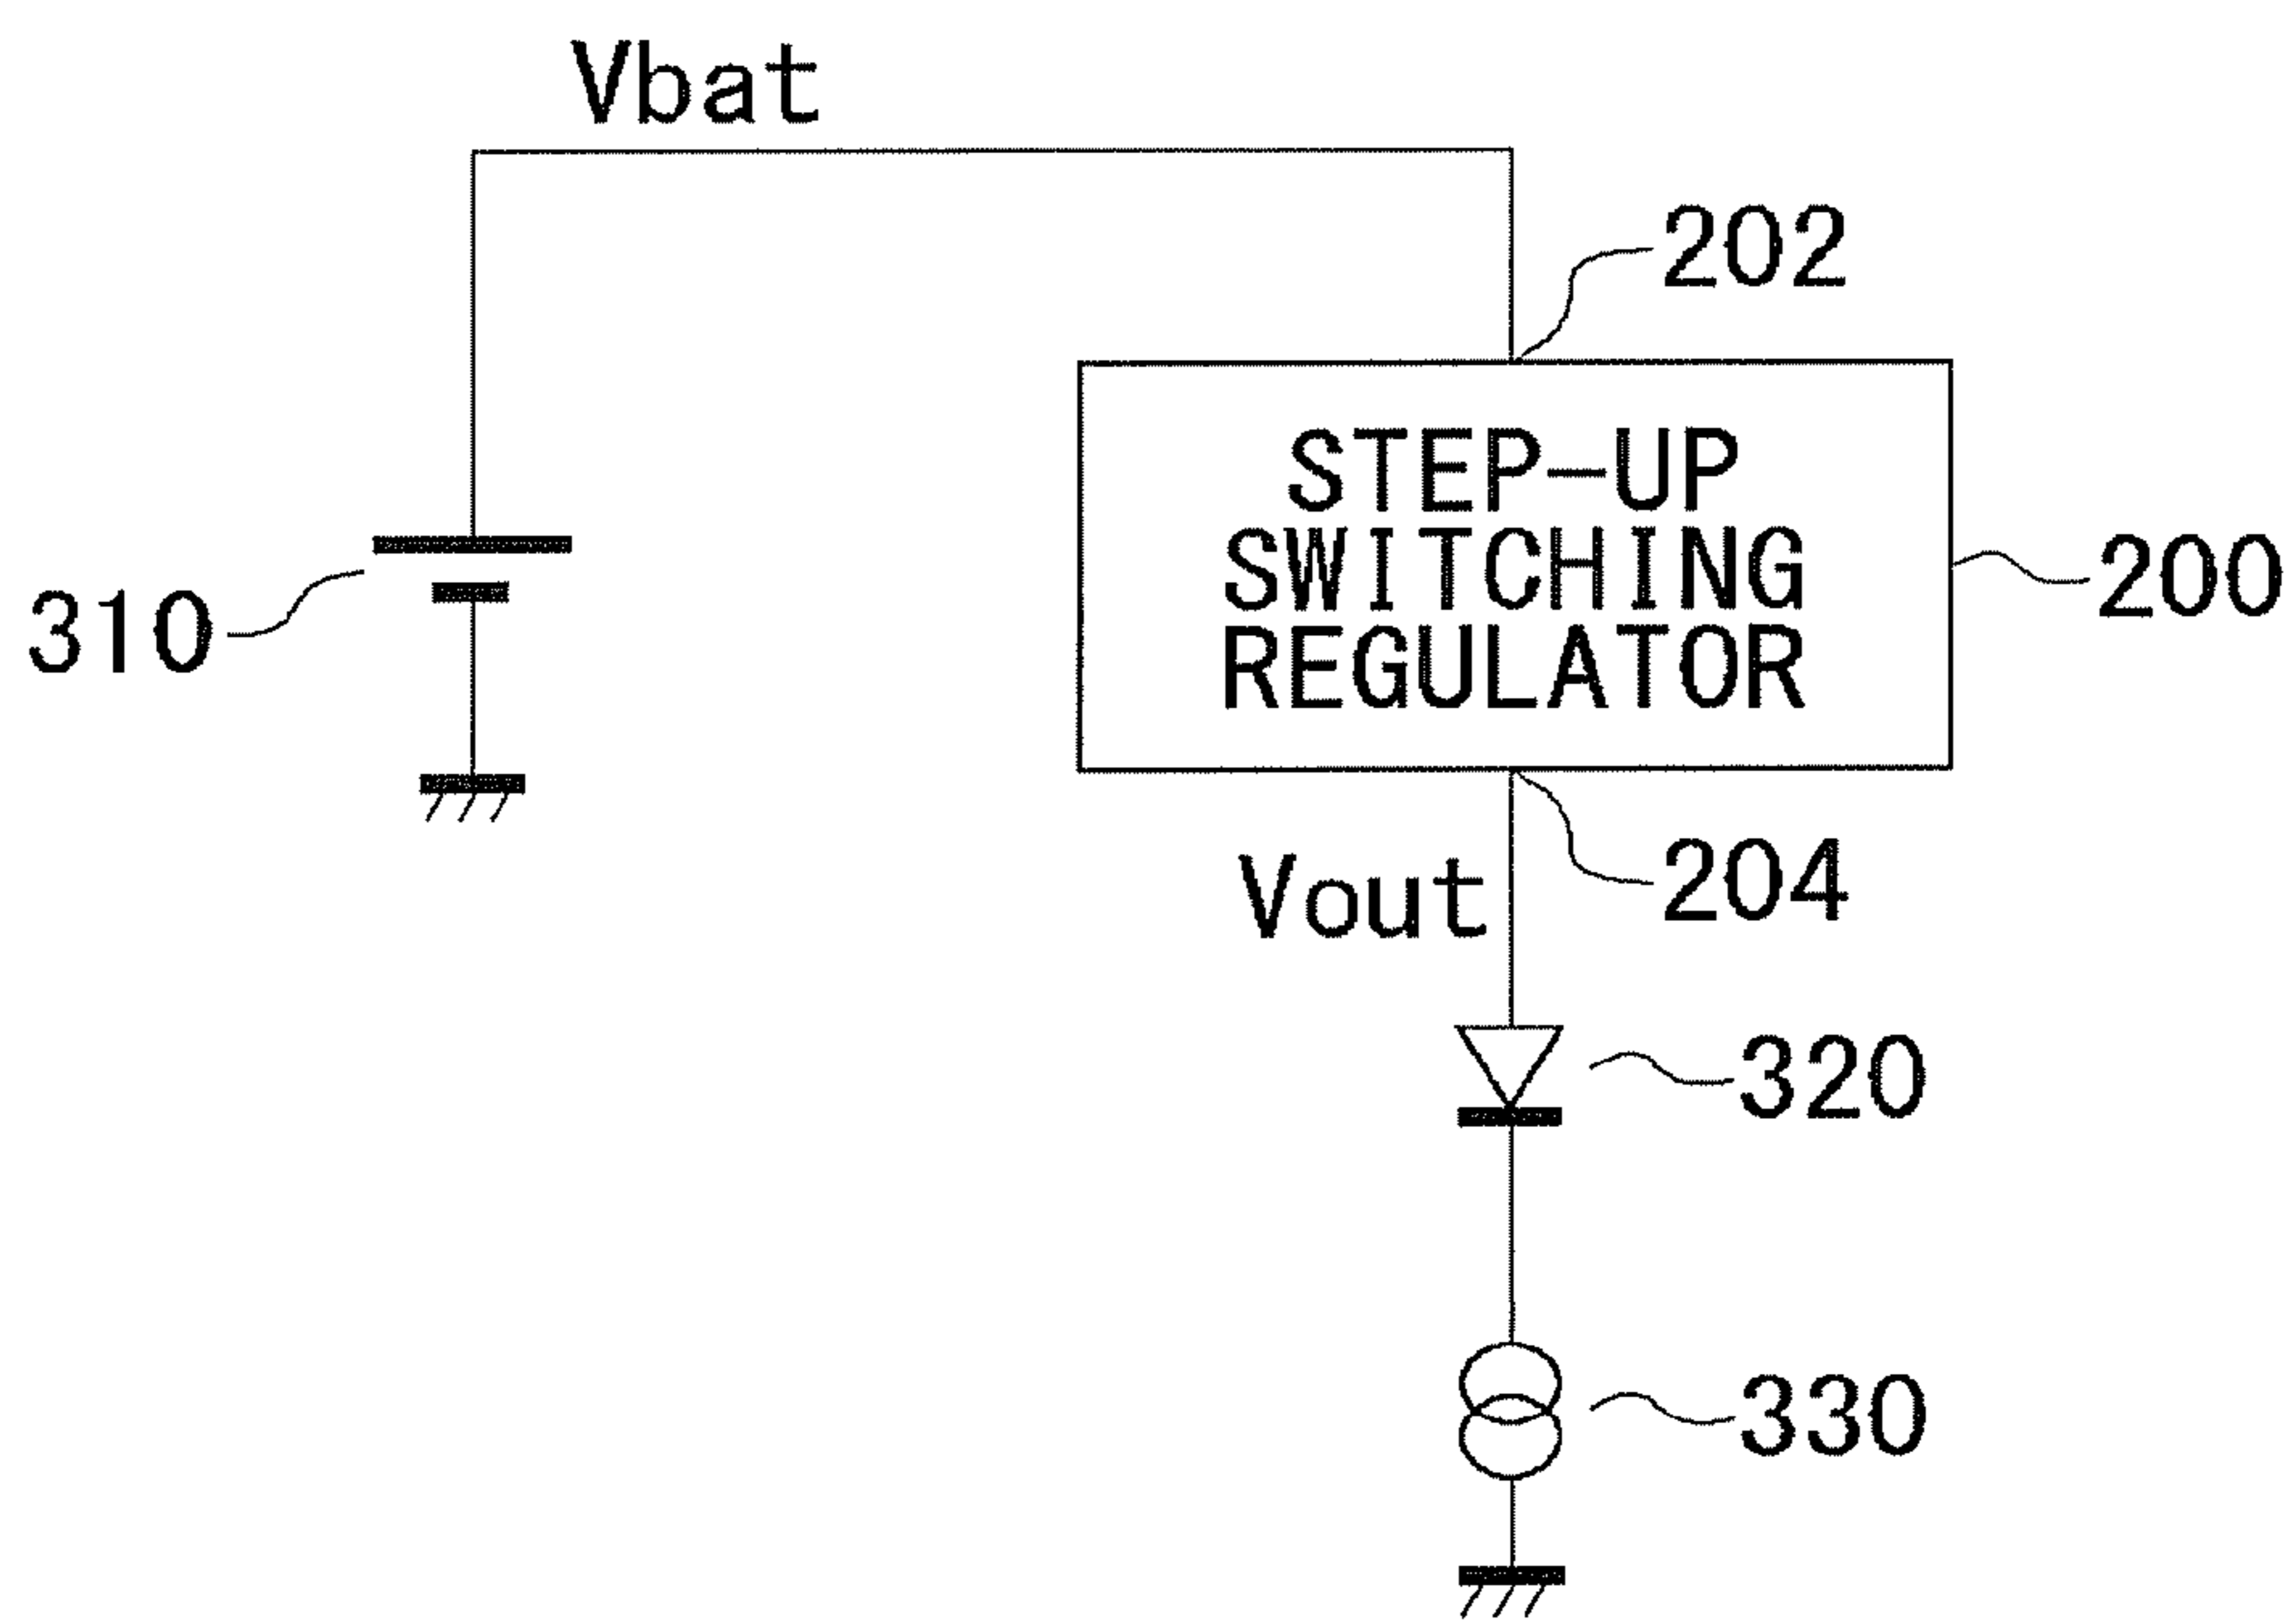 Vbat
202
STEP-UP
SWITCHING
REGULATOR
200
310
204
Vout
320
330